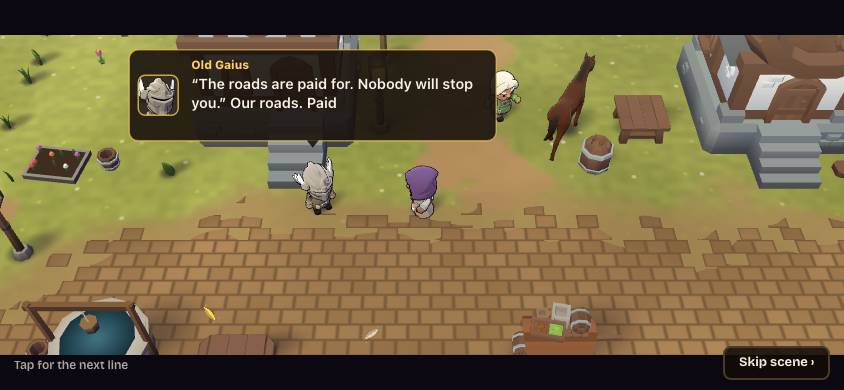 Old Gaius
“The roads are paid for. Nobody will stop
you.” Our roads. Paid
Tap for the next line
Skip scene ›